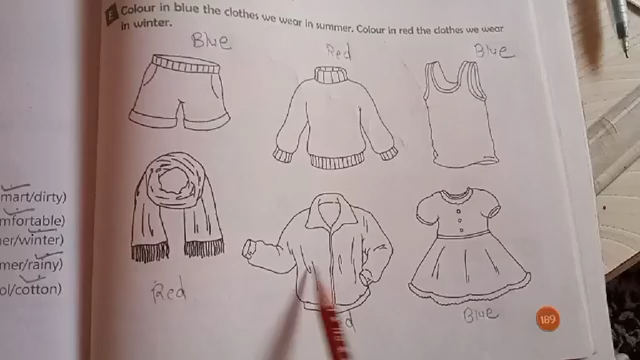 E Colour in blue the clothes we wear in summer. Colour in red the clothes we wear
in winter.
Blue
Red
Blue
mart/dirty)
mfortable)
er/winter)
mer/rainy)
ol/cotton)
Red
Blue
189